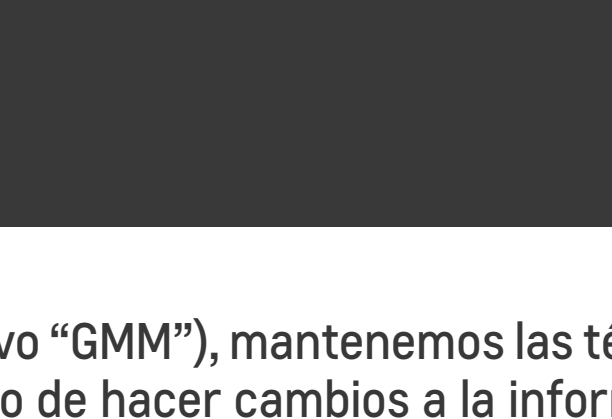 vo “GMM”), mantenemos las té
o de hacer cambios a la infor